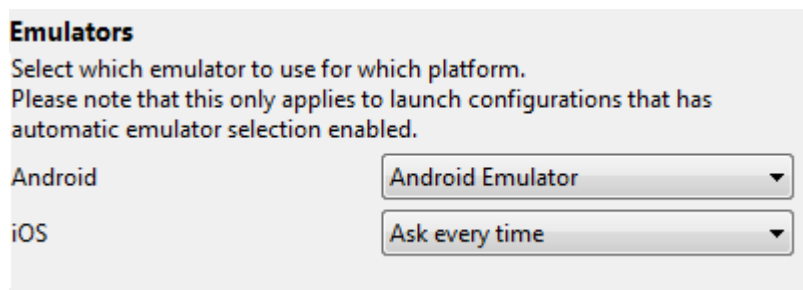 Emulators
Select which emulator to use for which platform.
Please note that this only applies to launch configurations that has
automatic emulator selection enabled.
Android Android Emulator
iOS Ask every time